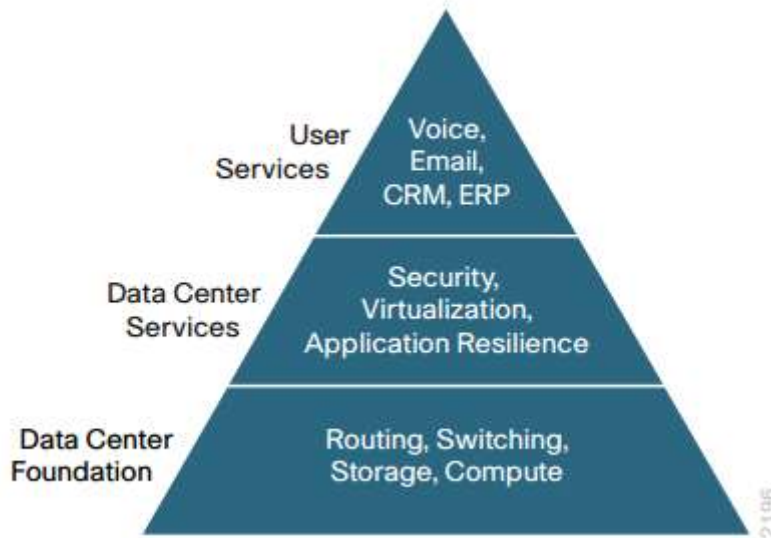 User
Services
Voice,
Email,
CRM, ERP
Data Center
Services
Security,
Virtualization,
Application Resilience
Data Center
Foundation
Routing, Switching,
Storage, Compute
2196